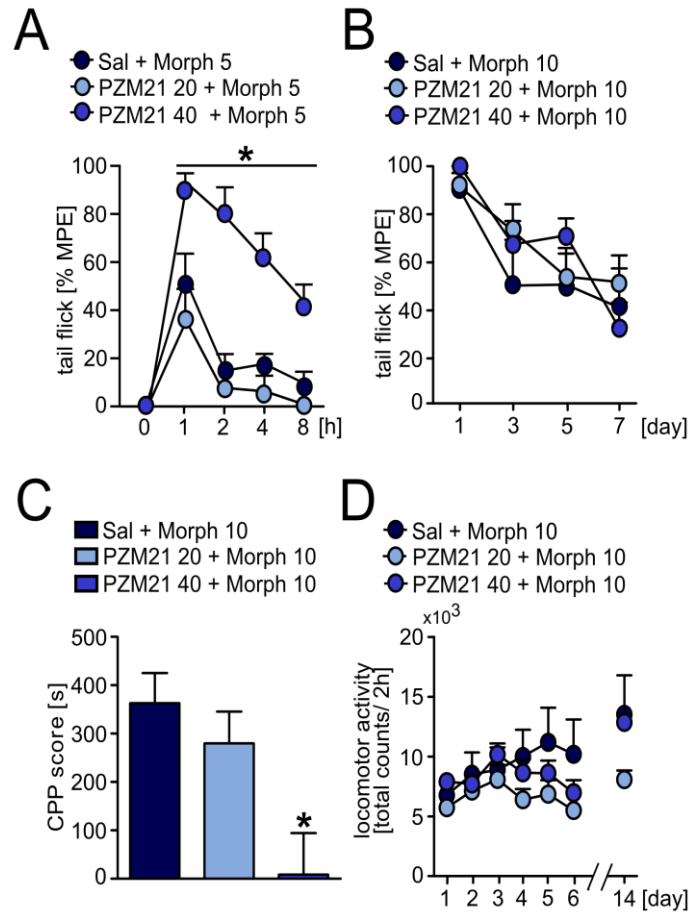 A
Sal + Morph 5
PZM21 20 + Morph 5
PZM21 40 + Morph 5
*
100
80
60
40
20
0
tail flick [% MPE]
0 1 2 4 8 [h]
B
Sal + Morph 10
PZM21 20 + Morph 10
PZM21 40 + Morph 10
100
80
60
40
20
0
tail flick [% MPE]
1 3 5 7 [day]
C
Sal + Morph 10
PZM21 20 + Morph 10
PZM21 40 + Morph 10
500
400
300
200
100
0
CPP score [s]
*
D
Sal + Morph 10
PZM21 20 + Morph 10
PZM21 40 + Morph 10
x10³
20
15
10
5
0
locomotor activity
[total counts/ 2h]
1 2 3 4 5 6 14 [day]